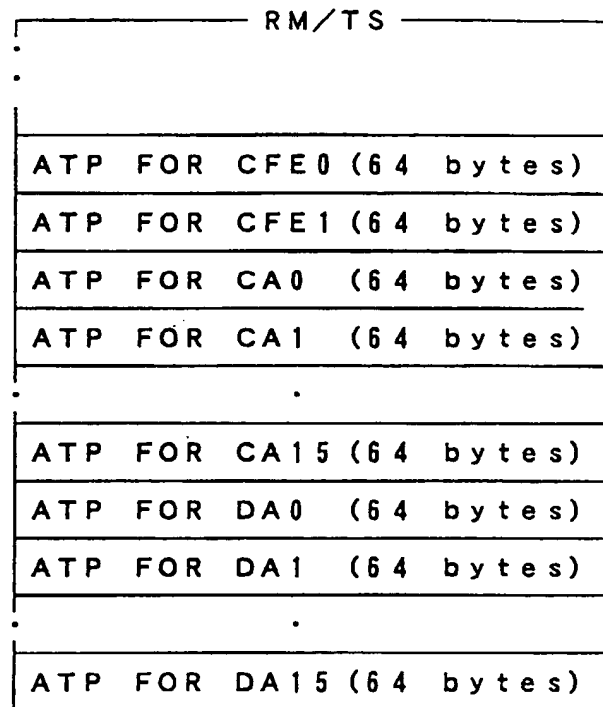 RM/TS
ATP FOR CFE0 (64 bytes)
ATP FOR CFE1 (64 bytes)
ATP FOR CA0 (64 bytes)
ATP FOR CA1 (64 bytes)
ATP FOR CA15 (64 bytes)
ATP FOR DA0 (64 bytes)
ATP FOR DA1 (64 bytes)
ATP FOR DA15 (64 bytes)